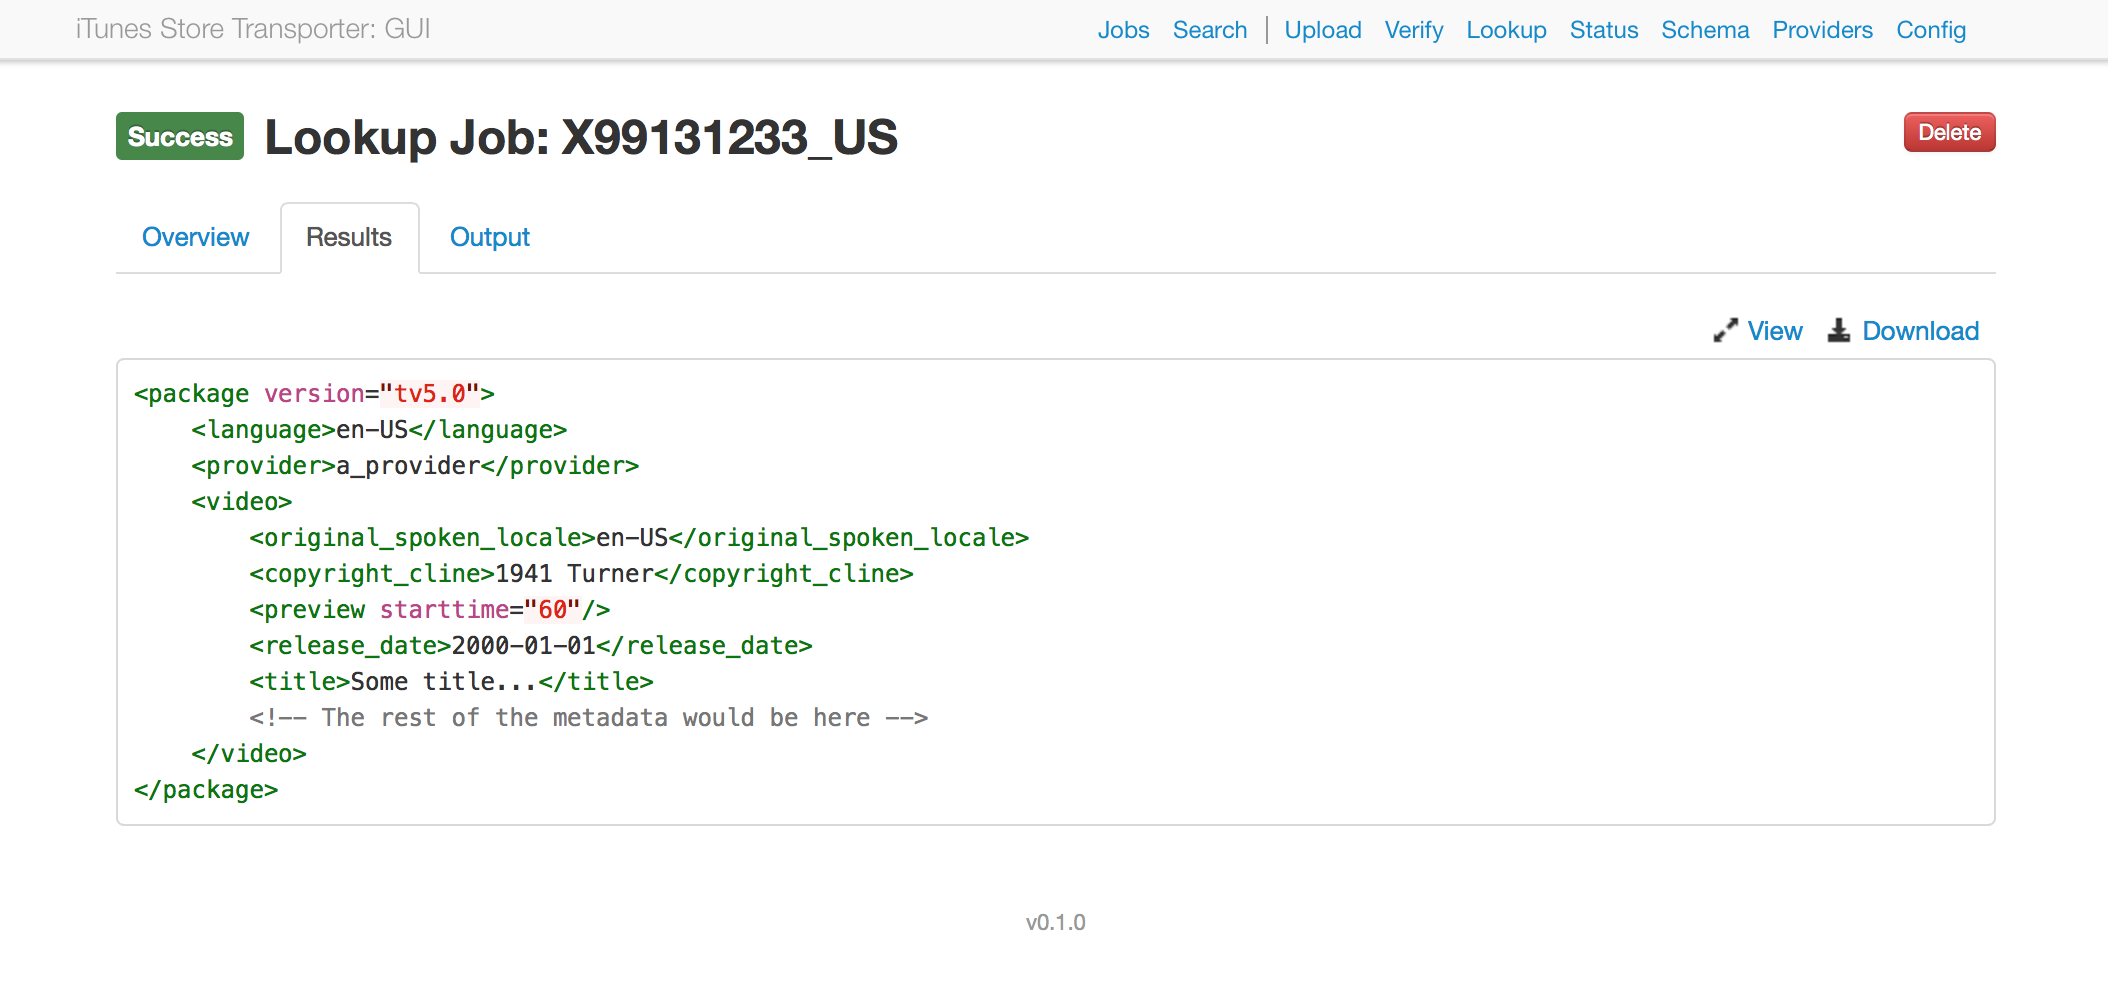 iTunes Store Transporter: GUI Jobs Search Upload Verify Lookup Status Schema Providers Config
Success Lookup Job: X99131233_US Delete
Overview Results Output
View Download
<package version="tv5.0">
    <language>en-US</language>
    <provider>a_provider</provider>
    <video>
        <original_spoken_locale>en-US</original_spoken_locale>
        <copyright_cline>1941 Turner</copyright_cline>
        <preview starttime="60"/>
        <release_date>2000-01-01</release_date>
        <title>Some title...</title>
        <!-- The rest of the metadata would be here -->
    </video>
</package>
v0.1.0